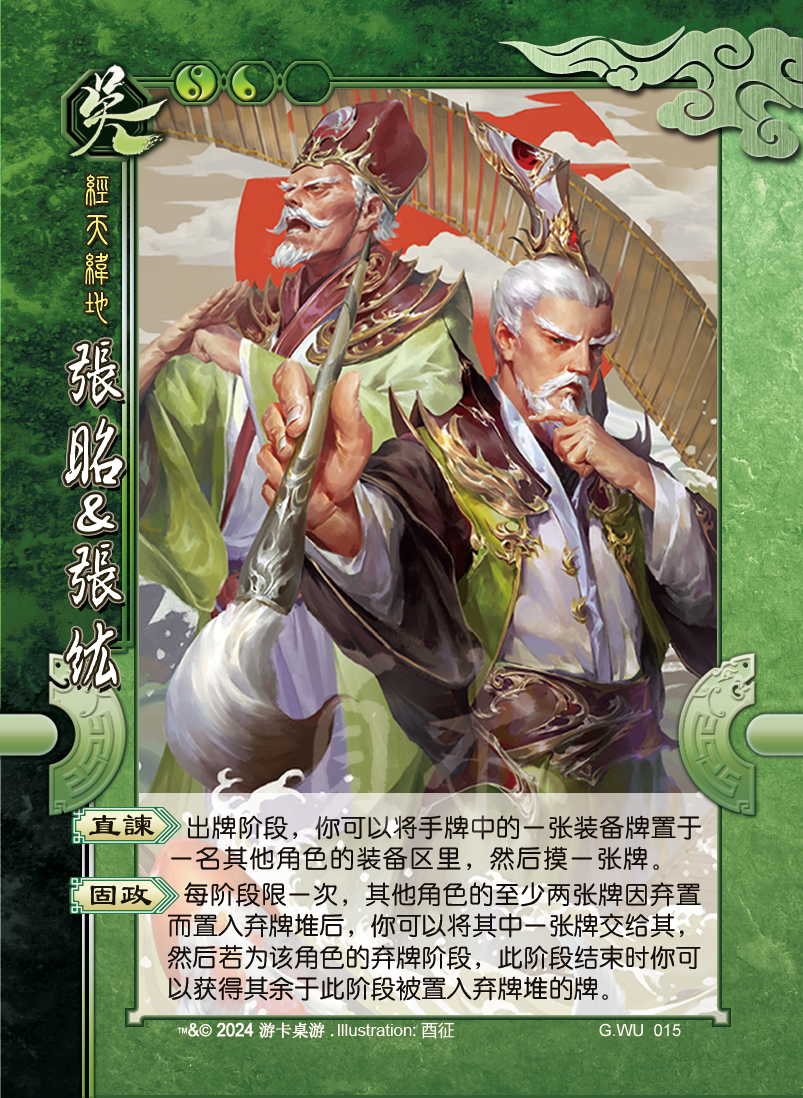 吴
經天緯地
張昭&張紘
直諫 出牌阶段，你可以将手牌中的一张装备牌置于
一名其他角色的装备区里，然后摸一张牌。
固政 每阶段限一次，其他角色的至少两张牌因弃置
而置入弃牌堆后，你可以将其中一张牌交给其，
然后若为该角色的弃牌阶段，此阶段结束时你可
以获得其余于此阶段被置入弃牌堆的牌。
™&© 2024 游卡桌游 . Illustration: 酉征
G.WU 015